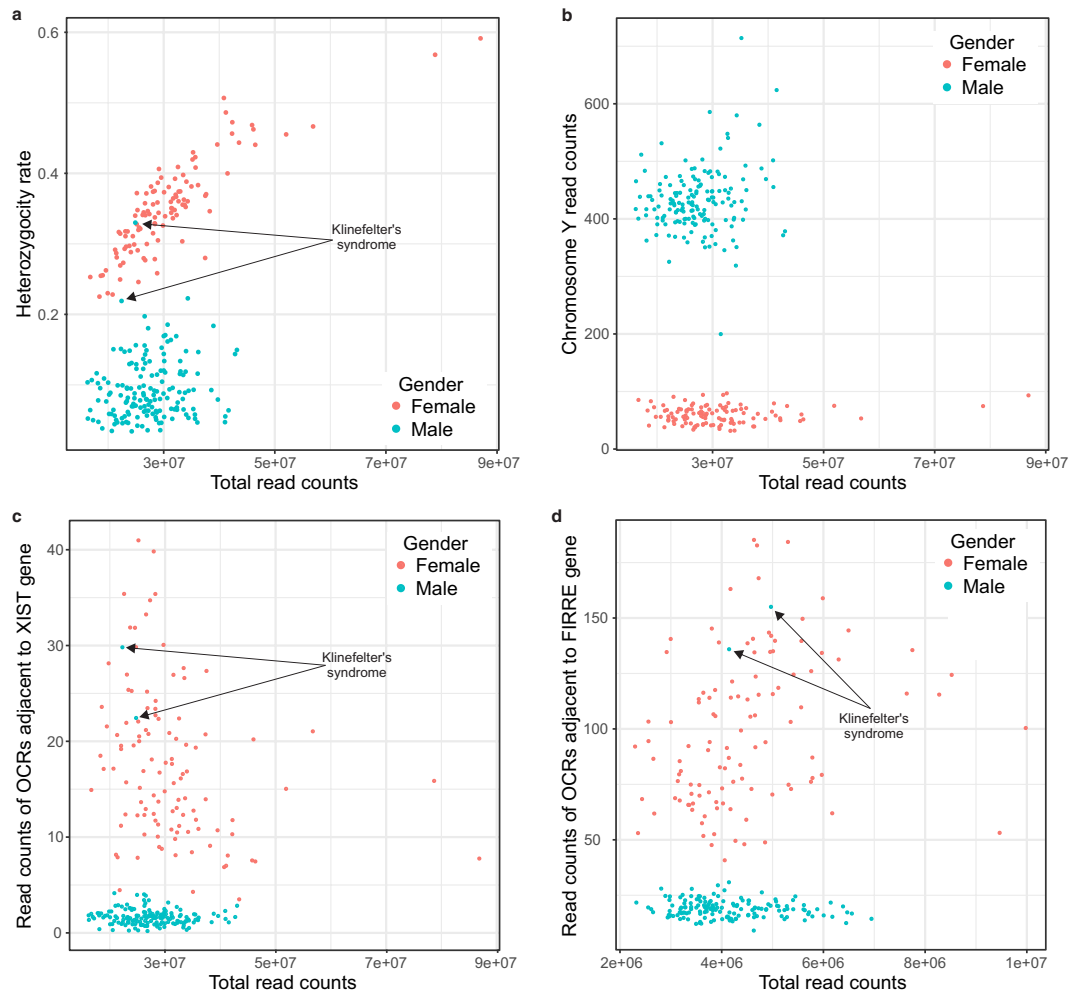 a
Heterozygocity rate
0.6
0.4
0.2
Klinefelter's
syndrome
Gender
Female
Male
3e+07
5e+07
7e+07
9e+07
Total read counts
b
Chromosome Y read counts
600
400
200
0
Gender
Female
Male
3e+07
5e+07
7e+07
9e+07
Total read counts
c
Read counts of OCRs adjacent to XIST gene
40
30
20
10
0
Gender
Female
Male
Klinefelter's
syndrome
3e+07
5e+07
7e+07
9e+07
Total read counts
d
Read counts of OCRs adjacent to FIRRE gene
150
100
50
Gender
Female
Male
Klinefelter's
syndrome
2e+06
4e+06
6e+06
8e+06
1e+07
Total read counts